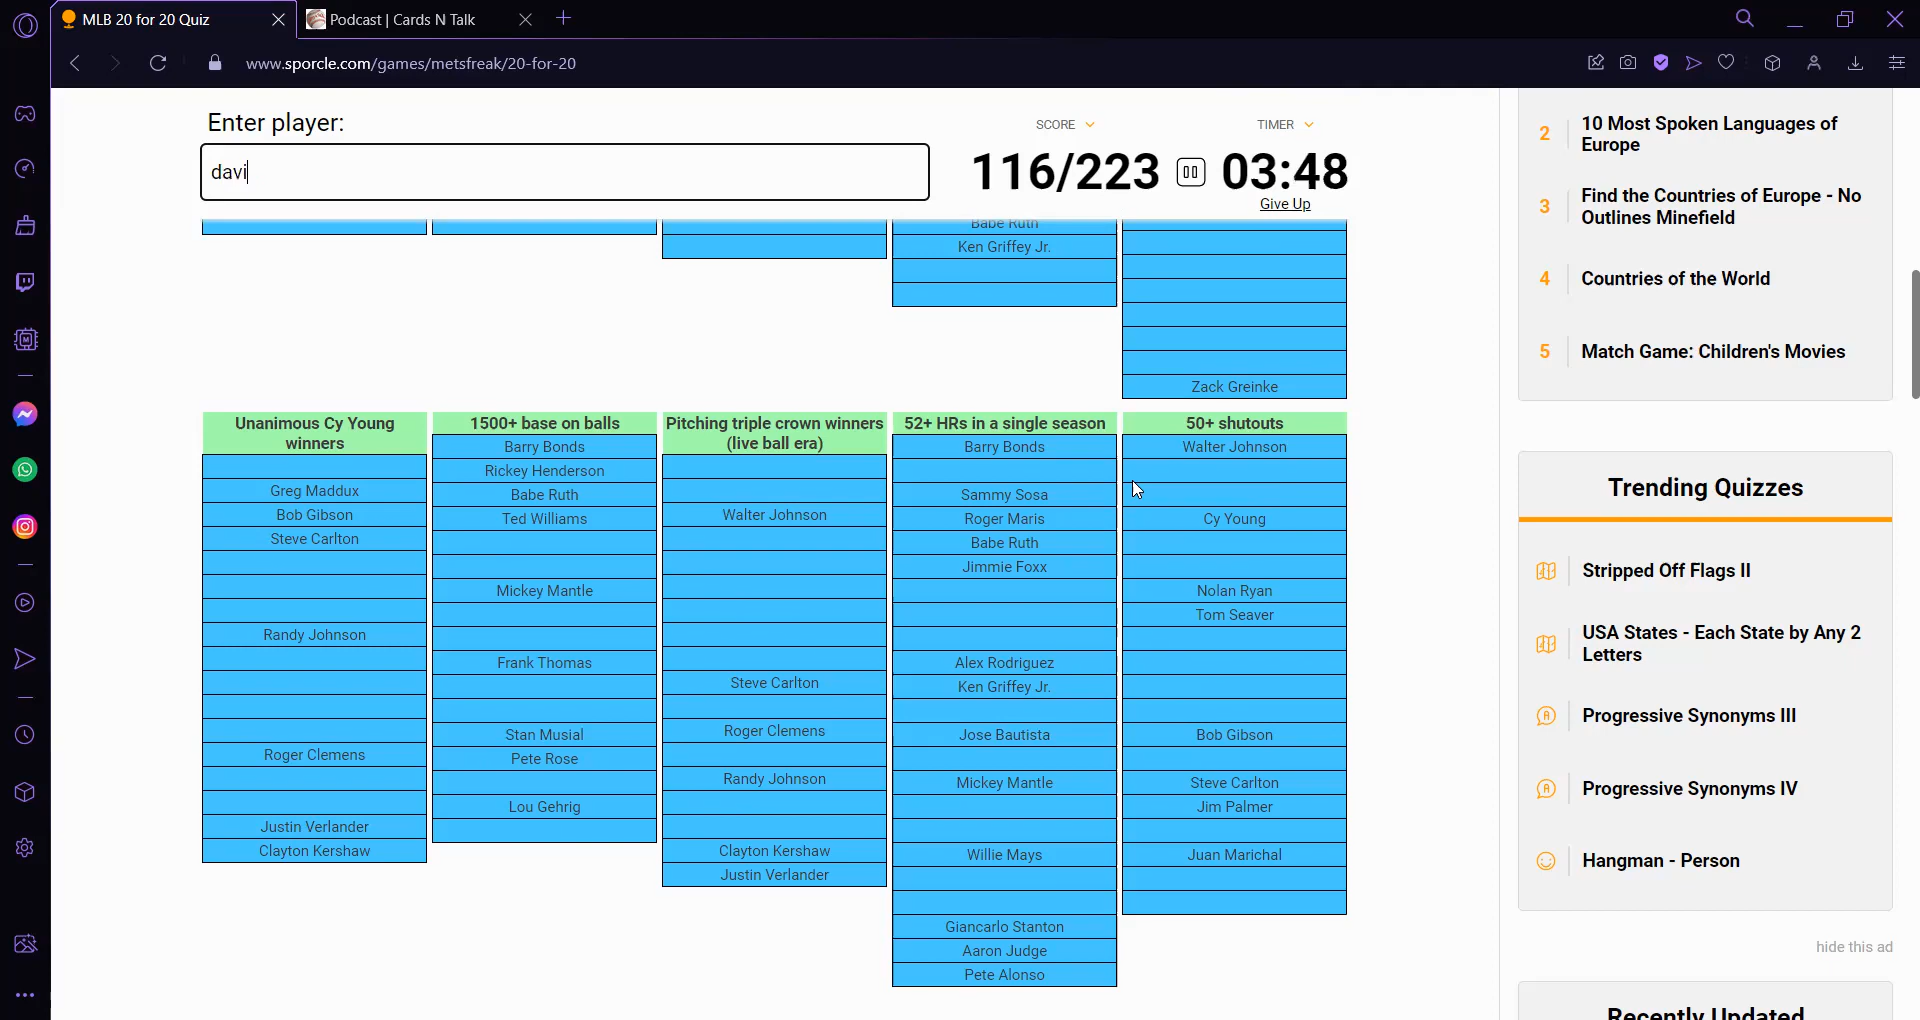 MLB 20 for 20 Quiz
Podcast | Cards N Talk
www.sporcle.com/games/metsfreak/20-for-20
Enter player:
davi
SCORE
116/223
TIMER
03:48
Give Up
Babe Ruth
Ken Griffey Jr.
Zack Greinke
Unanimous Cy Young
winners
Greg Maddux
Bob Gibson
Steve Carlton
Randy Johnson
Roger Clemens
Justin Verlander
Clayton Kershaw
1500+ base on balls
Barry Bonds
Rickey Henderson
Babe Ruth
Ted Williams
Mickey Mantle
Frank Thomas
Stan Musial
Pete Rose
Lou Gehrig
Pitching triple crown winners
(live ball era)
Walter Johnson
Steve Carlton
Roger Clemens
Randy Johnson
Clayton Kershaw
Justin Verlander
52+ HRs in a single season
Barry Bonds
Sammy Sosa
Roger Maris
Babe Ruth
Jimmie Foxx
Alex Rodriguez
Ken Griffey Jr.
Jose Bautista
Mickey Mantle
Willie Mays
Giancarlo Stanton
Aaron Judge
Pete Alonso
50+ shutouts
Walter Johnson
Cy Young
Nolan Ryan
Tom Seaver
Bob Gibson
Steve Carlton
Jim Palmer
Juan Marichal
2
10 Most Spoken Languages of
Europe
3
Find the Countries of Europe - No
Outlines Minefield
4
Countries of the World
5
Match Game: Children's Movies
Trending Quizzes
Stripped Off Flags II
USA States - Each State by Any 2
Letters
Progressive Synonyms III
Progressive Synonyms IV
Hangman - Person
hide this ad
Recently Updated